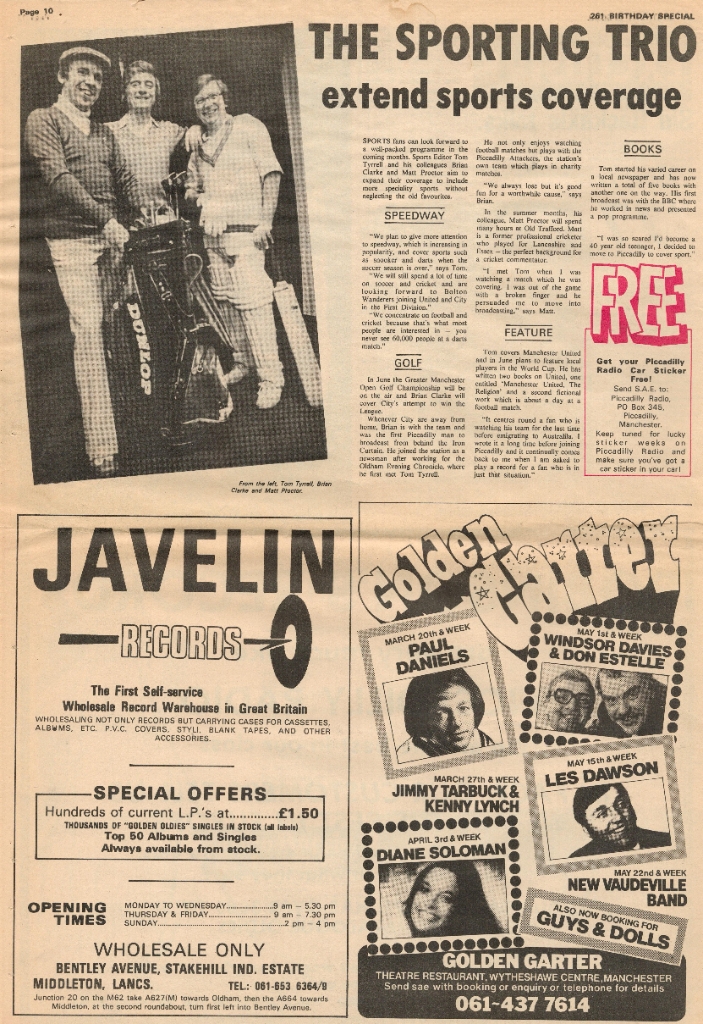 Page 10
261 BIRTHDAY SPECIAL
THE SPORTING TRIO
extend sports coverage
DUNLOP
From the left, Tom Tyrrell, Brian
Clarke and Matt Proctor.
SPORTS fans can look forward to
a well-packed programme in the
coming months. Sports Editor Tom
Tyrrell and his colleagues Brian
Clarke and Matt Proctor aim to
expand their coverage to include
more speciality sports without
neglecting the old favourites.
SPEEDWAY
"We plan to give more attention
to speedway, which is increasing in
popularity, and cover sports such
as snooker and darts when the
soccer season is over," says Tom.
"We will still spend a lot of time
on soccer and cricket and are
looking forward to Bolton
Wanderers joining United and City
in the First Division."
"We concentrate on football and
cricket because that's what most
people are interested in — you
never see 60,000 people at a darts
match."
GOLF
In June the Greater Manchester
Open Golf Championship will be
on the air and Brian Clarke will
cover City's attempt to win the
League.
Whenever City are away from
home, Brian is with the team and
was the first Piccadilly man to
broadcast from behind the Iron
Curtain. He joined the station as a
newsman after working for the
Oldham Evening Chronicle, where
he first met Tom Tyrrell.
He not only enjoys watching
football matches but plays with the
Piccadilly Attackers, the station's
own team which plays in charity
matches.
"We always lose but it's good
fun for a worthwhile cause," says
Brian.
In the summer months, his
colleague, Matt Proctor will spend
many hours at Old Trafford. Matt
is a former professional cricketer
who played for Lancashire and
Essex — the perfect background for
a cricket commentator.
"I met Tom when I was
watching a match which he was
covering. I was out of the game
with a broken finger and he
persuaded me to move into
broadcasting," says Matt.
FEATURE
Tom covers Manchester United
and in June plans to feature local
players in the World Cup. He has
written two books on United, one
entitled 'Manchester United, The
Religion' and a second fictional
work which is about a day at a
football match.
"It centres round a fan who is
watching his team for the last time
before emigrating to Australia. I
wrote it a long time before joining
Piccadilly and it continually comes
back to me when I am asked to
play a record for a fan who is in
just that situation."
BOOKS
Tom started his varied career on
a local newspaper and has now
written a total of five books with
another one on the way. His first
broadcast was with the BBC where
he worked in news and presented
a pop programme.
"I was so scared I'd become a
40 year old teenager, I decided to
move to Piccadilly to cover sport."
FREE
Get your Piccadilly
Radio Car Sticker
Free!
Send S.A.E. to:
Piccadilly Radio,
PO Box 345,
Piccadilly,
Manchester.
Keep tuned for lucky
sticker weeks on
Piccadilly Radio and
make sure you've got a
car sticker in your car!
JAVELIN
RECORDS
The First Self-service
Wholesale Record Warehouse in Great Britain
WHOLESALING NOT ONLY RECORDS BUT CARRYING CASES FOR CASSETTES,
ALBUMS, ETC. P.V.C. COVERS. STYLI. BLANK TAPES, AND OTHER
ACCESSORIES.
SPECIAL OFFERS
Hundreds of current L.P.'s at..............£1.50
THOUSANDS OF "GOLDEN OLDIES" SINGLES IN STOCK (all labels)
Top 50 Albums and Singles
Always available from stock.
OPENING
TIMES
MONDAY TO WEDNESDAY..............9 am – 5.30 pm
THURSDAY & FRIDAY..............9 am – 7.30 pm
SUNDAY..............2 pm – 4 pm
WHOLESALE ONLY
BENTLEY AVENUE, STAKEHILL IND. ESTATE
MIDDLETON, LANCS. TEL: 061-653 6364/9
Junction 20 on the M62 take A627(M) towards Oldham, then the A664 towards
Middleton, at the second roundabout, turn first left into Bentley Avenue.
Golden Garter
MARCH 20th & WEEK
PAUL
DANIELS
MAY 1st & WEEK
WINDSOR DAVIES
& DON ESTELLE
MARCH 27th & WEEK
JIMMY TARBUCK &
KENNY LYNCH
MAY 15th & WEEK
LES DAWSON
APRIL 3rd & WEEK
DIANE SOLOMAN
MAY 22nd & WEEK
NEW VAUDEVILLE
BAND
ALSO NOW BOOKING FOR
GUYS & DOLLS
GOLDEN GARTER
THEATRE RESTAURANT, WYTHESHAWE CENTRE, MANCHESTER
Send sae with booking or enquiry or telephone for details
061-437 7614